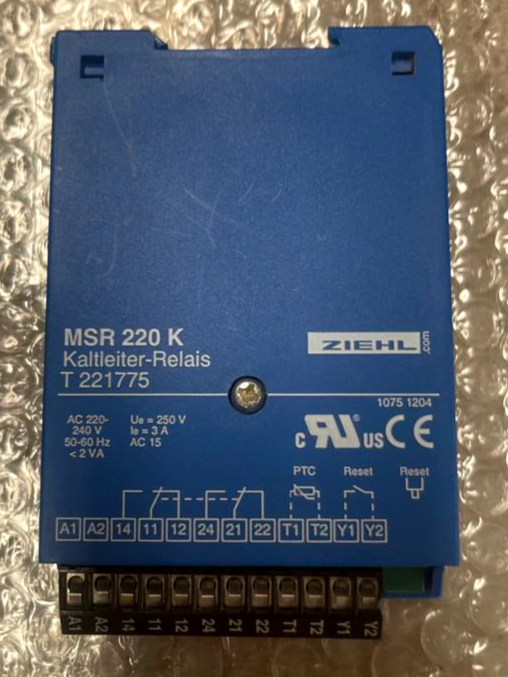 MSR 220 K
Kaltleiter-Relais
T 221775
ZIEHL.com
1075 1204
AC 220-
240 V
50-60 Hz
< 2 VA
Ue = 250 V
Ie = 3 A
AC 15
c RU® US CE
PTC Reset Reset
A1 A2 14 11 12 24 21 22 T1 T2 Y1 Y2
A1 A2 14 11 12 24 21 22 T1 T2 Y1 Y2